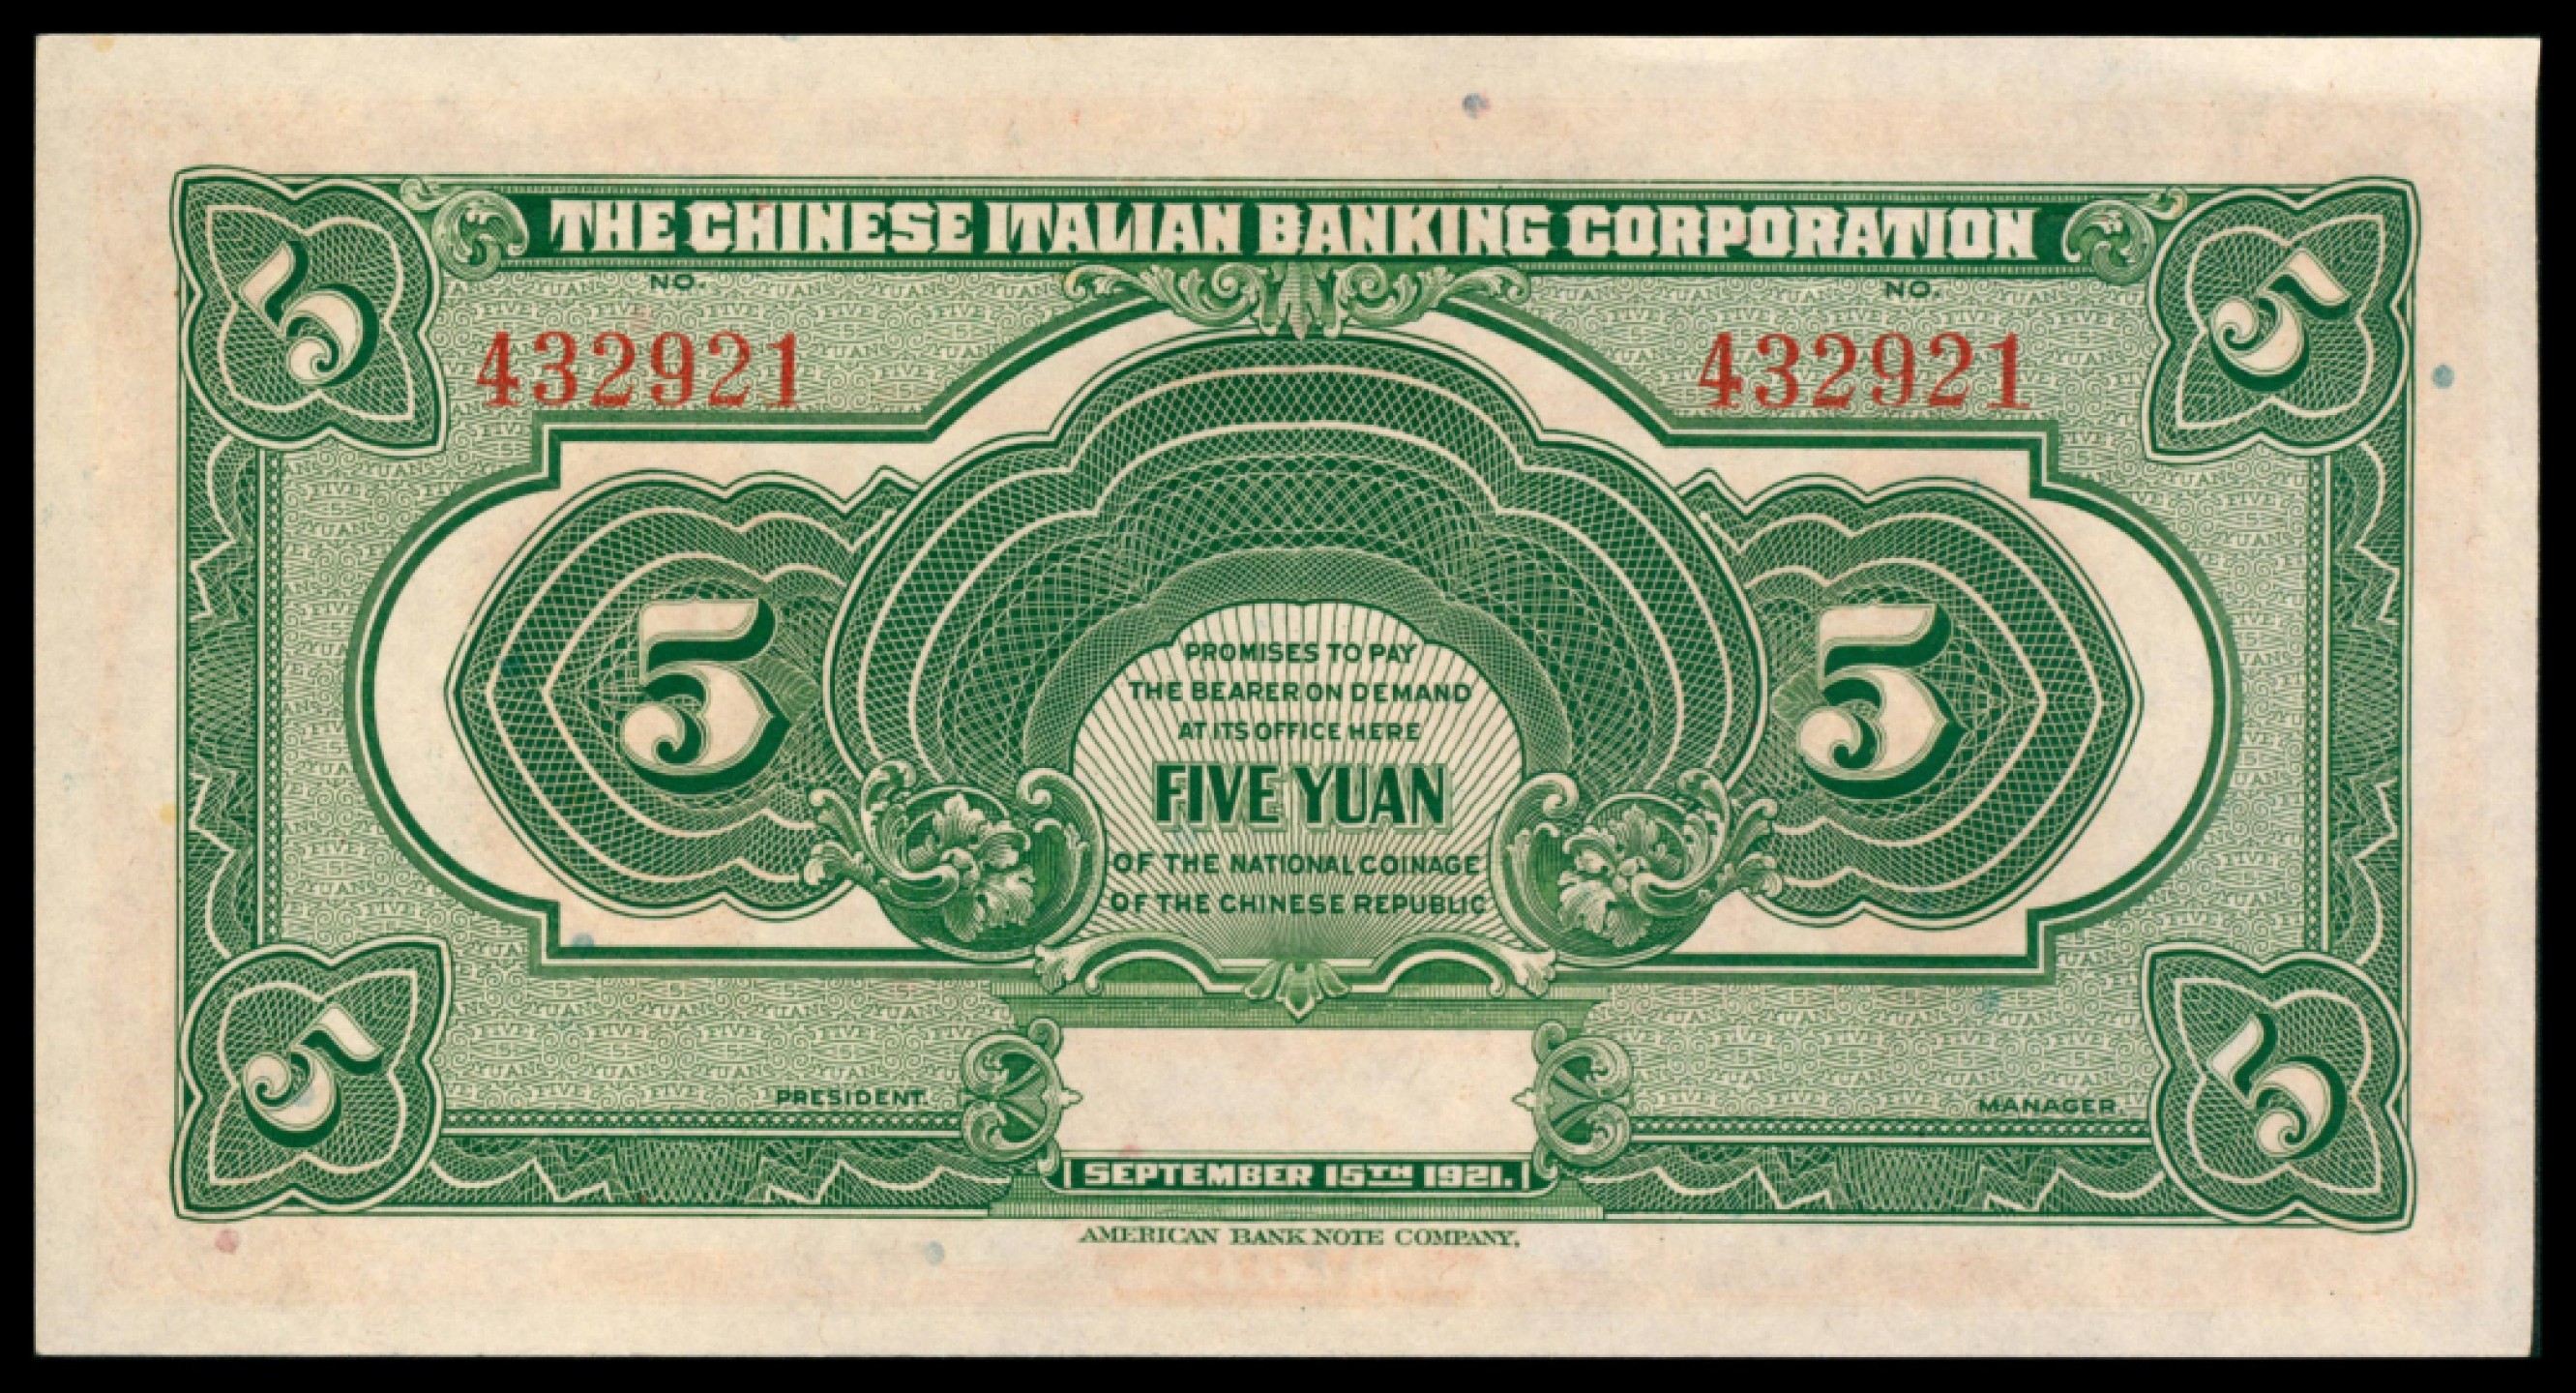 THE CHINESE ITALIAN BANKING CORPORATION
5 5
NO. NO.
432921 432921
PROMISES TO PAY
THE BEARER ON DEMAND
AT ITS OFFICE HERE
5 FIVE YUAN 5
OF THE NATIONAL COINAGE
OF THE CHINESE REPUBLIC
5 5
PRESIDENT. MANAGER.
SEPTEMBER 15TH 1921.
AMERICAN BANK NOTE COMPANY.